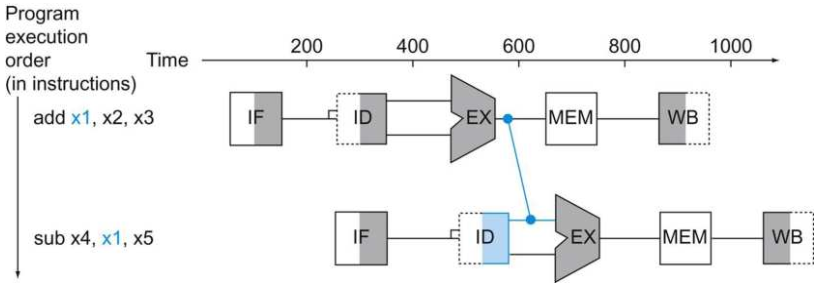 Program
execution
order
(in instructions)
Time
200 400 600 800 1000
add x1, x2, x3
IF ID EX MEM WB
sub x4, x1, x5
IF ID EX MEM WB